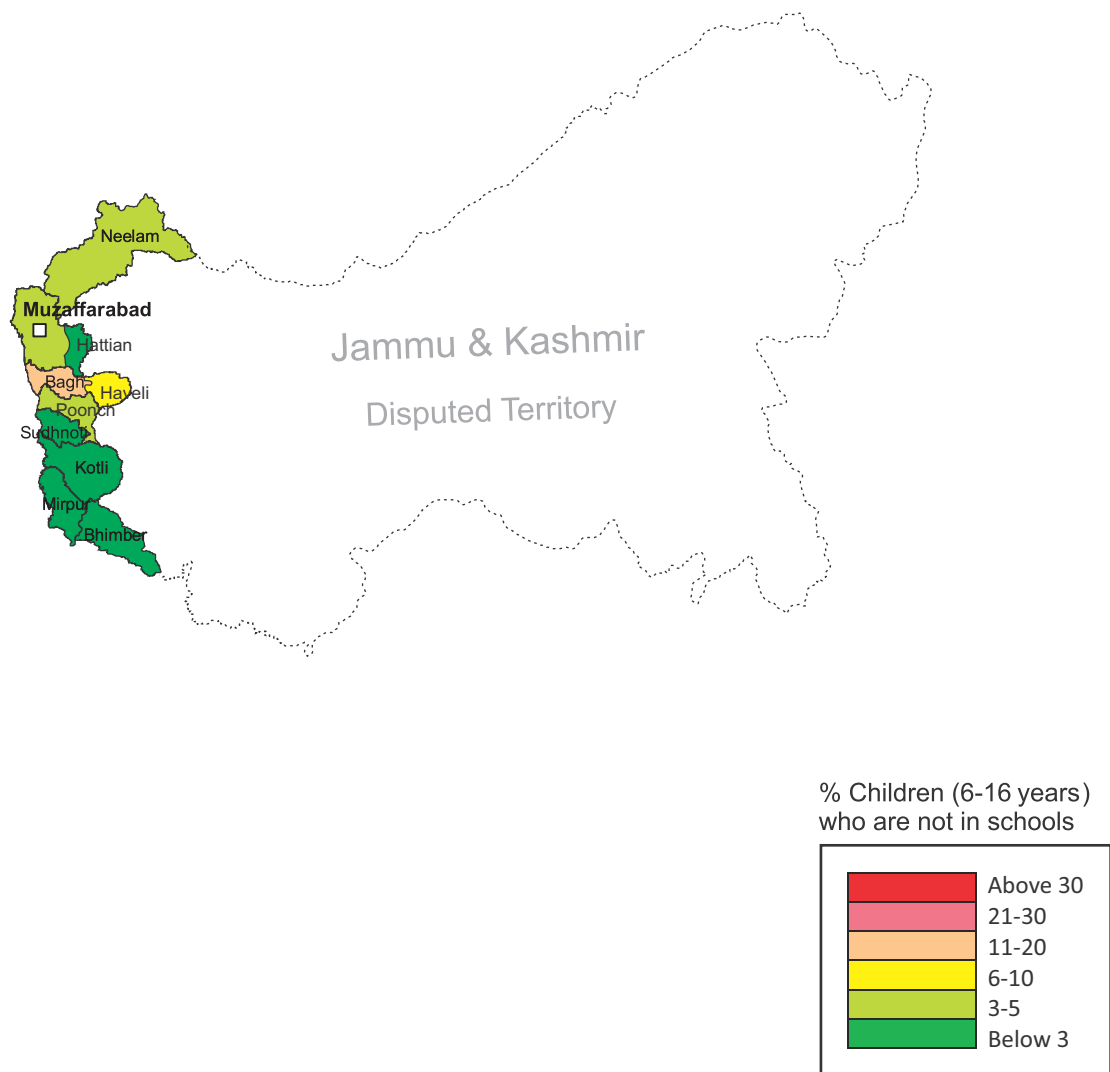 Neelam
Muzaffarabad
Hattian
Jammu & Kashmir
Disputed Territory
Bagh
Haveli
Poonch
Sudhnoti
Kotli
Mirpur
Bhimber
% Children (6-16 years)
who are not in schools
Above 30
21-30
11-20
6-10
3-5
Below 3